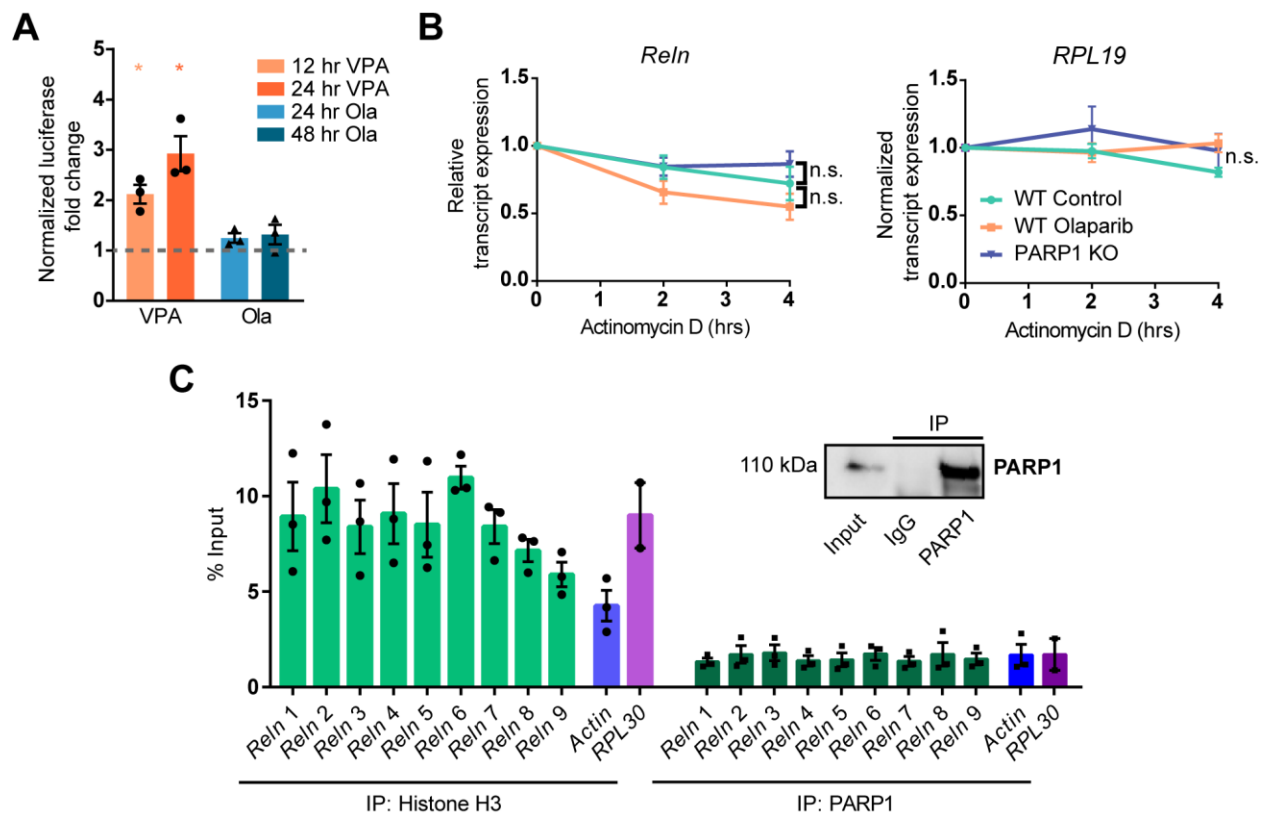 A
Normalized luciferase
fold change
5
4
3
2
1
0
* *
12 hr VPA
24 hr VPA
24 hr Ola
48 hr Ola
VPA Ola
B
Reln
Relative
transcript expression
1.5
1.0
0.5
0.0
n.s.
n.s.
0 1 2 3 4
Actinomycin D (hrs)
RPL19
Normalized
transcript expression
1.5
1.0
0.5
0.0
n.s.
WT Control
WT Olaparib
PARP1 KO
0 1 2 3 4
Actinomycin D (hrs)
C
% Input
15
10
5
0
IP
110 kDa
PARP1
Input IgG PARP1
Reln 1 Reln 2 Reln 3 Reln 4 Reln 5 Reln 6 Reln 7 Reln 8 Reln 9 Actin RPL30
Reln 1 Reln 2 Reln 3 Reln 4 Reln 5 Reln 6 Reln 7 Reln 8 Reln 9 Actin RPL30
IP: Histone H3
IP: PARP1